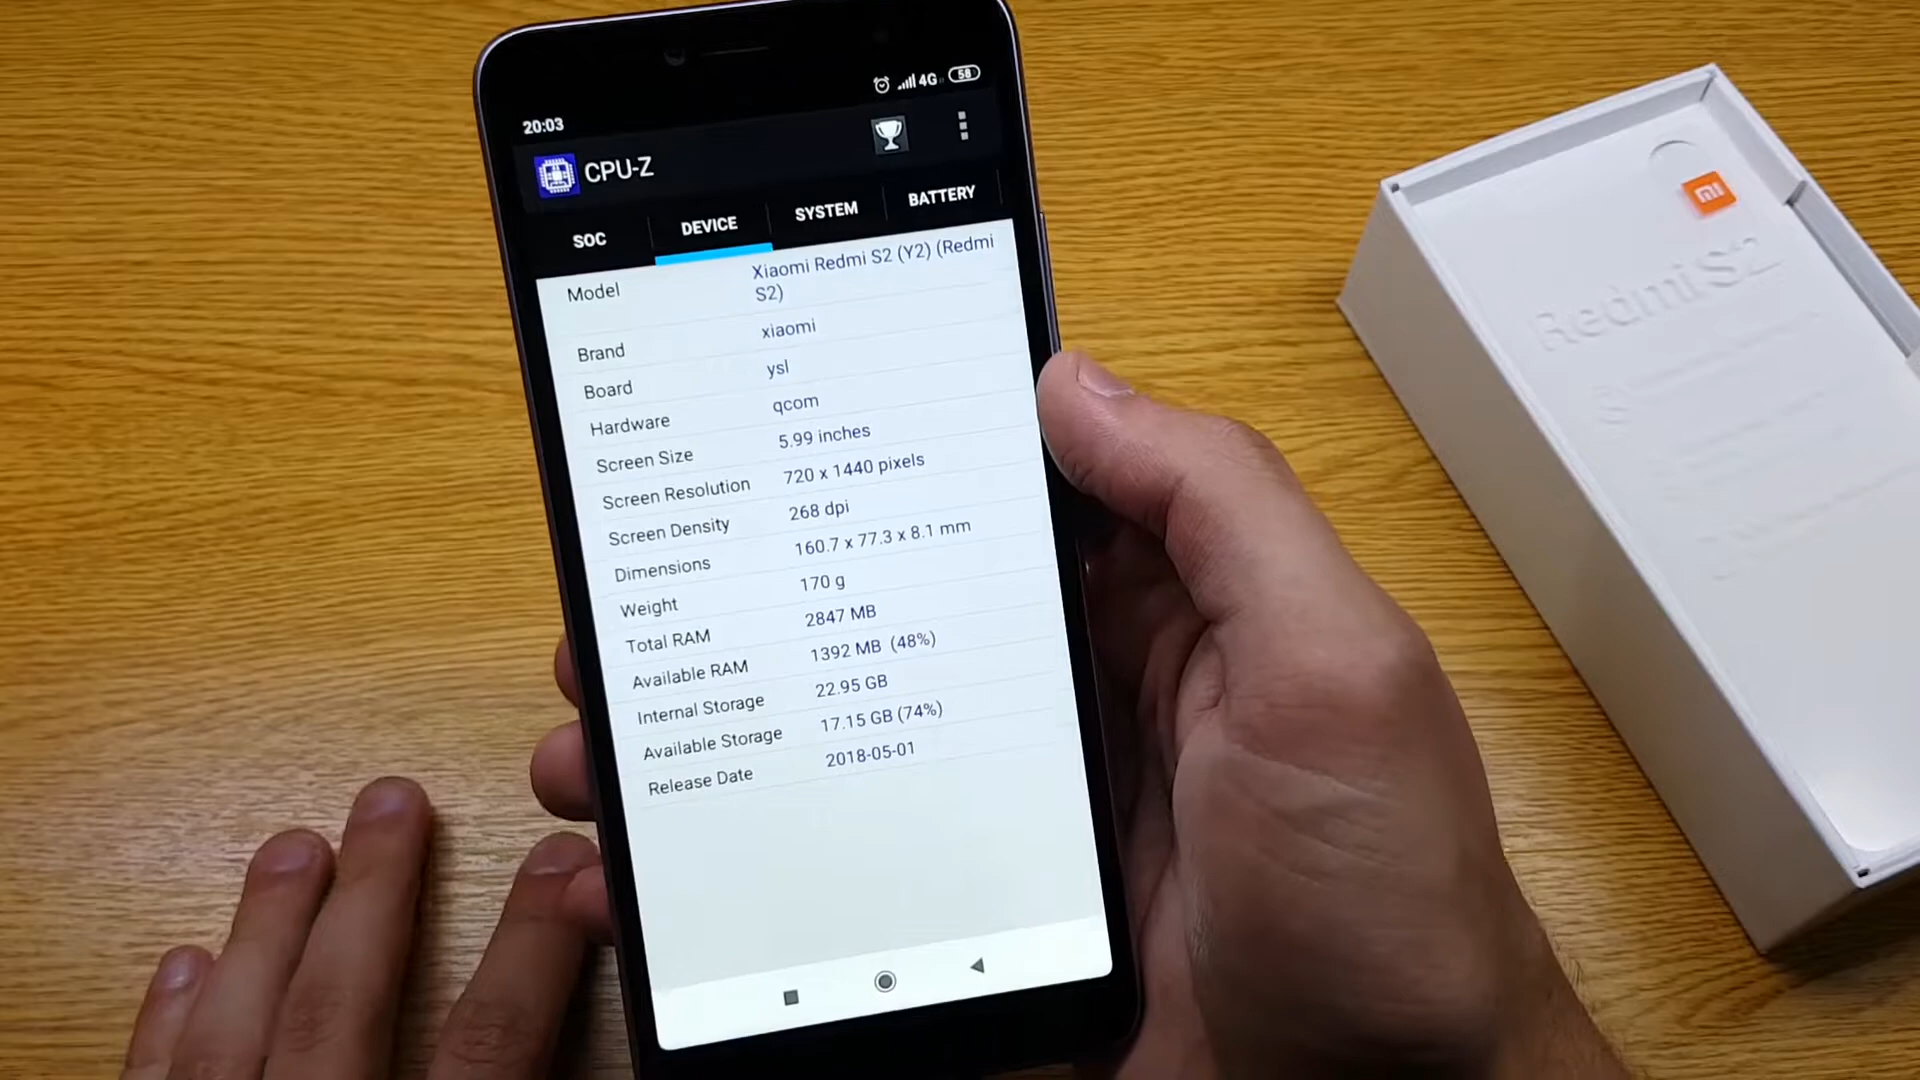 20:03
4G 58
CPU-Z
SOC DEVICE SYSTEM BATTERY
Model Xiaomi Redmi S2 (Y2) (Redmi
S2)
Brand xiaomi
Board ysl
Hardware qcom
Screen Size 5.99 inches
Screen Resolution 720 x 1440 pixels
Screen Density 268 dpi
Dimensions 160.7 x 77.3 x 8.1 mm
Weight 170 g
Total RAM 2847 MB
Available RAM 1392 MB (48%)
Internal Storage 22.95 GB
Available Storage 17.15 GB (74%)
Release Date 2018-05-01
mi
Redmi S2